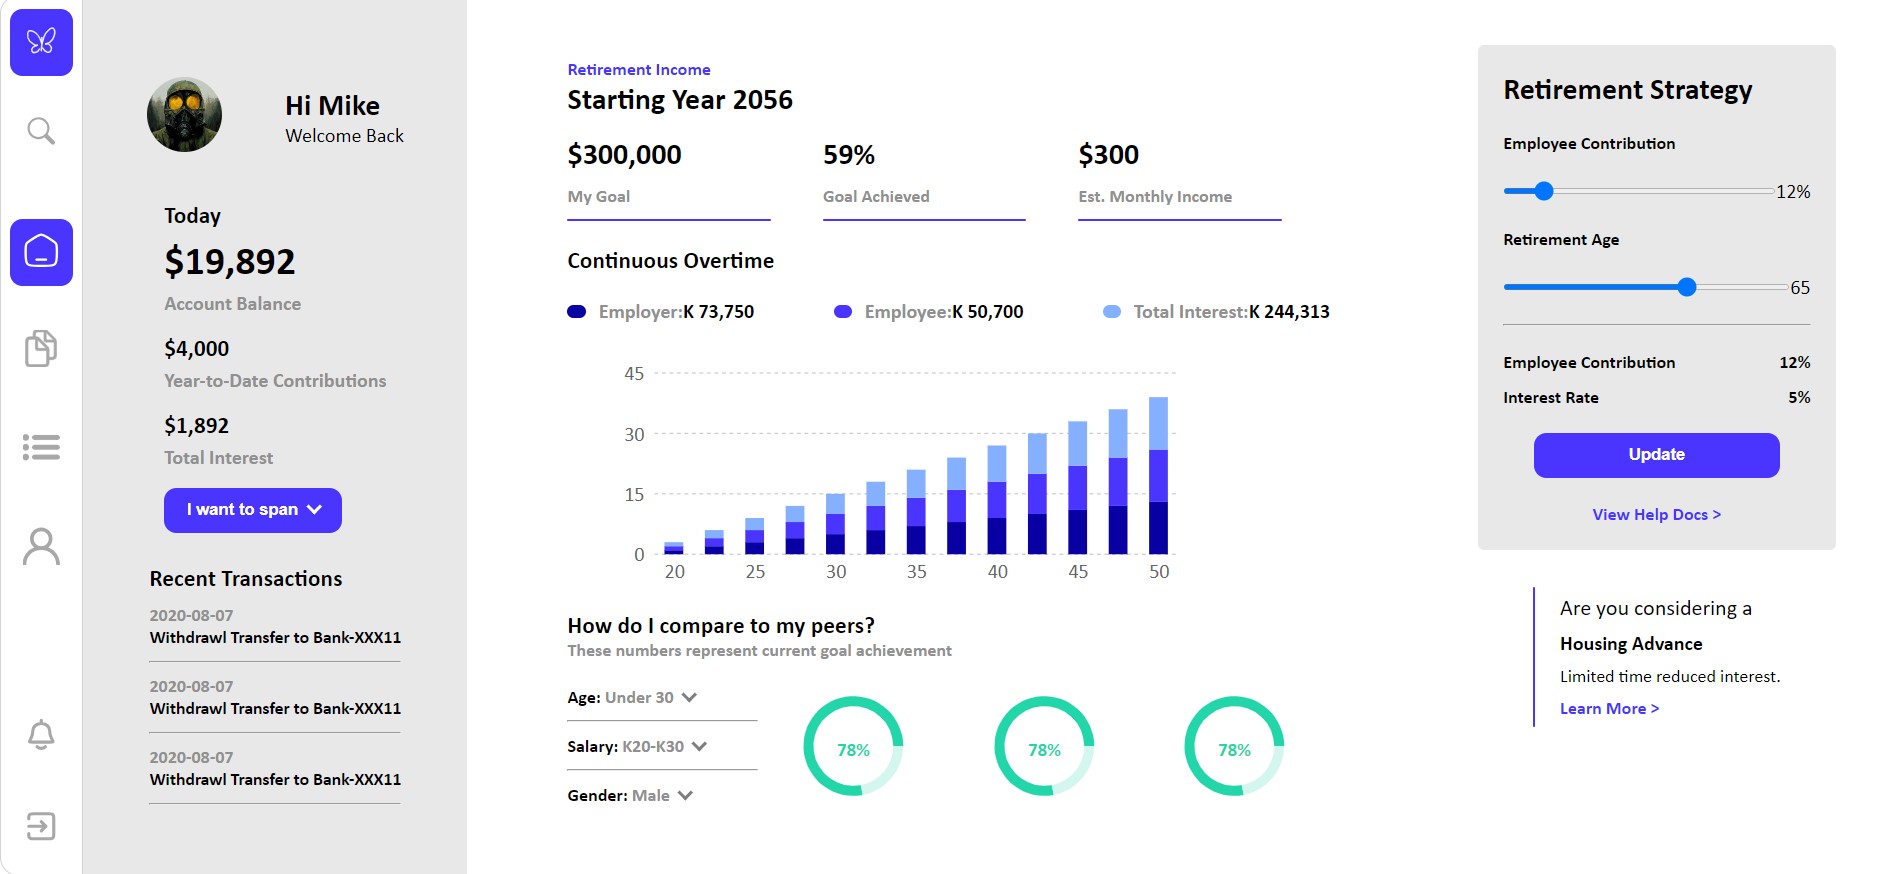 Hi Mike
Welcome Back
Today
$19,892
Account Balance
$4,000
Year-to-Date Contributions
$1,892
Total Interest
I want to span
Recent Transactions
2020-08-07
Withdrawl Transfer to Bank-XXX11
2020-08-07
Withdrawl Transfer to Bank-XXX11
2020-08-07
Withdrawl Transfer to Bank-XXX11
Retirement Income
Starting Year 2056
$300,000
My Goal
59%
Goal Achieved
$300
Est. Monthly Income
Continuous Overtime
Employer:K 73,750
Employee:K 50,700
Total Interest:K 244,313
45
30
15
0
20 25 30 35 40 45 50
How do I compare to my peers?
These numbers represent current goal achievement
Age: Under 30
Salary: K20-K30
Gender: Male
78%
78%
78%
Retirement Strategy
Employee Contribution
12%
Retirement Age
65
Employee Contribution 12%
Interest Rate 5%
Update
View Help Docs >
Are you considering a
Housing Advance
Limited time reduced interest.
Learn More >